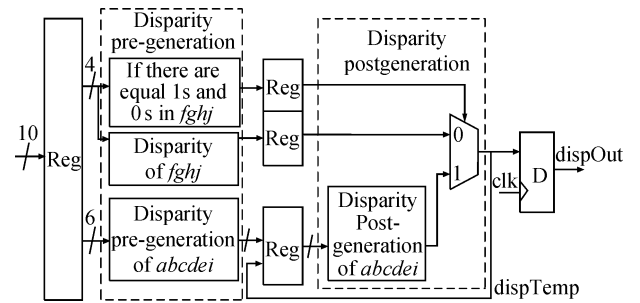 Disparity
pre-generation
Disparity
postgeneration
10
Reg
4
If there are
equal 1s and
0s in fghj
Reg
Disparity
of fghj
Reg
0
1
clk
D
dispOut
6
Disparity
pre-generation
of abcdei
Reg
Disparity
Post-
generation
of abcdei
dispTemp